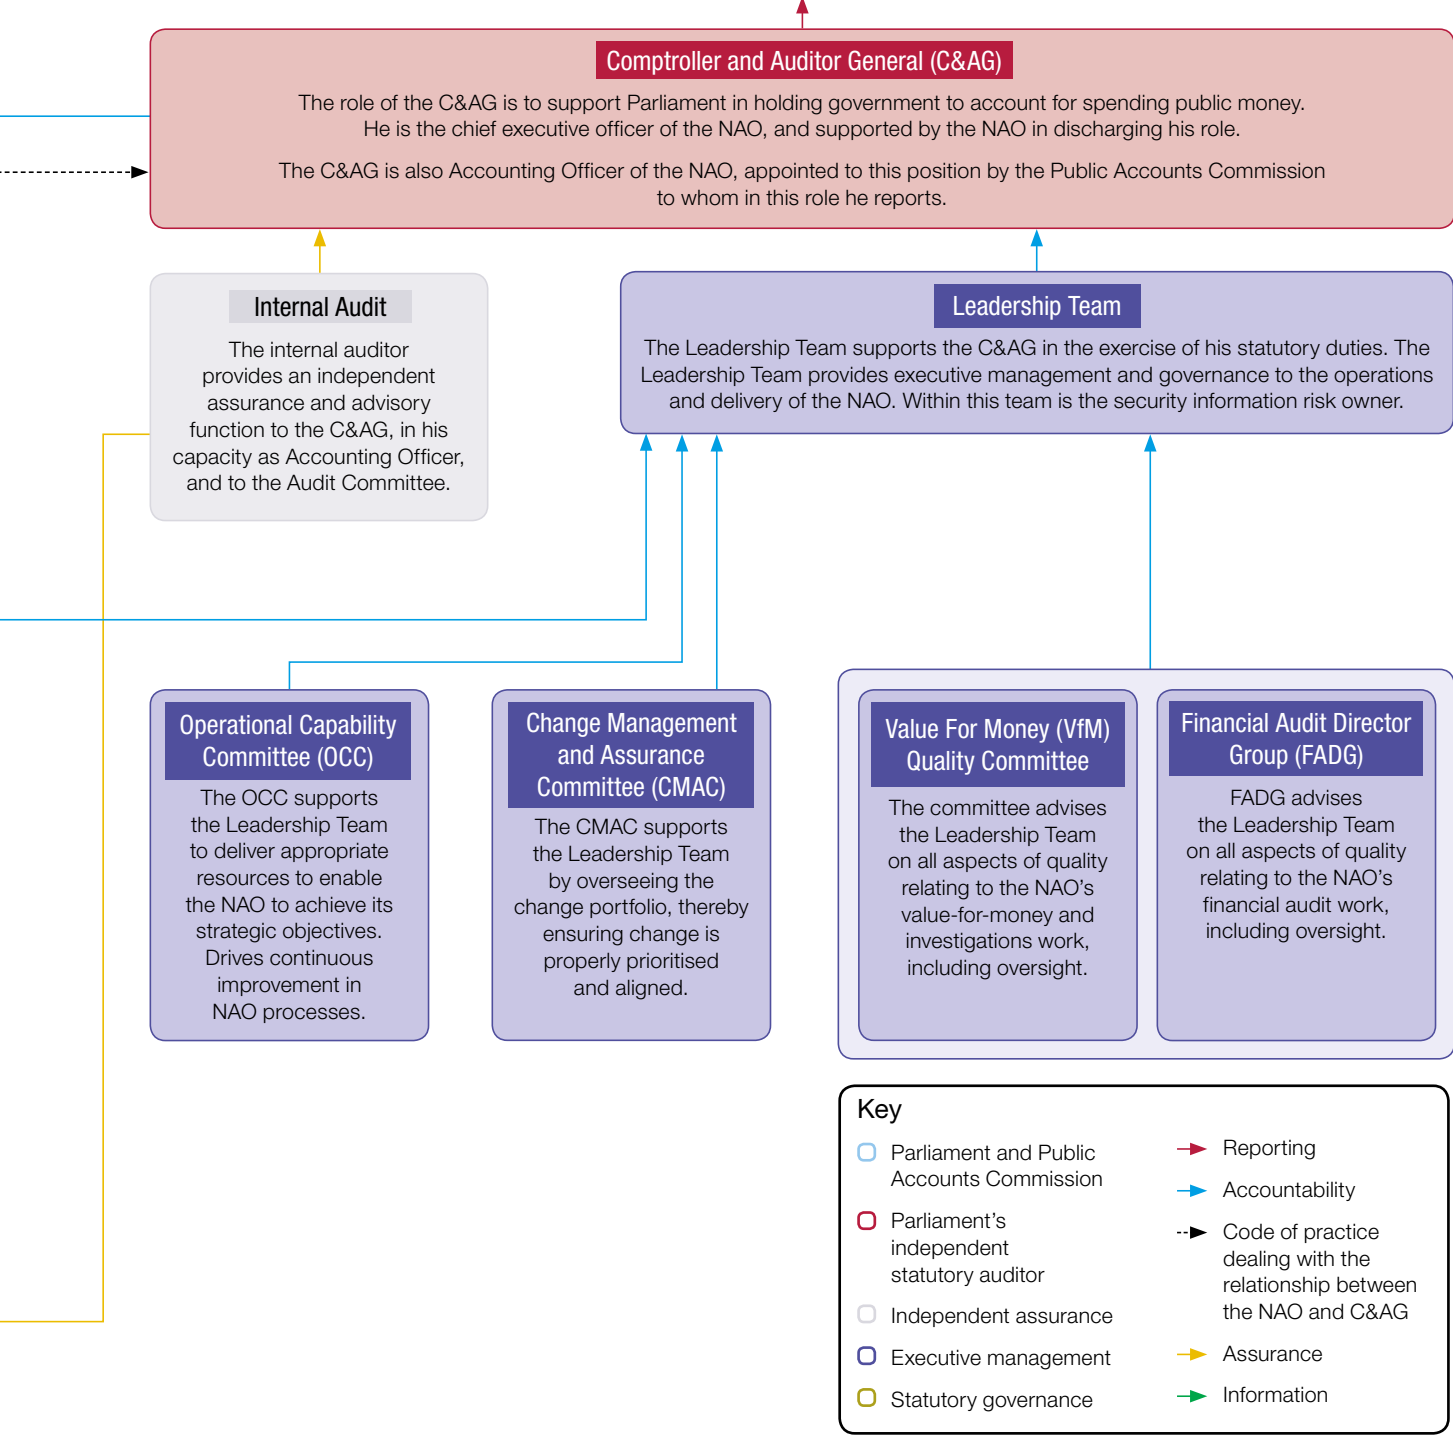 Comptroller and Auditor General (C&AG)
The role of the C&AG is to support Parliament in holding government to account for spending public money.
He is the chief executive officer of the NAO, and supported by the NAO in discharging his role.
The C&AG is also Accounting Officer of the NAO, appointed to this position by the Public Accounts Commission
to whom in this role he reports.
Internal Audit
The internal auditor
provides an independent
assurance and advisory
function to the C&AG, in his
capacity as Accounting Officer,
and to the Audit Committee.
Leadership Team
The Leadership Team supports the C&AG in the exercise of his statutory duties. The
Leadership Team provides executive management and governance to the operations
and delivery of the NAO. Within this team is the security information risk owner.
Operational Capability
Committee (OCC)
The OCC supports
the Leadership Team
to deliver appropriate
resources to enable
the NAO to achieve its
strategic objectives.
Drives continuous
improvement in
NAO processes.
Change Management
and Assurance
Committee (CMAC)
The CMAC supports
the Leadership Team
by overseeing the
change portfolio, thereby
ensuring change is
properly prioritised
and aligned.
Value For Money (VfM)
Quality Committee
The committee advises
the Leadership Team
on all aspects of quality
relating to the NAO's
value-for-money and
investigations work,
including oversight.
Financial Audit Director
Group (FADG)
FADG advises
the Leadership Team
on all aspects of quality
relating to the NAO's
financial audit work,
including oversight.
Key
Parliament and Public
Accounts Commission
Parliament's
independent
statutory auditor
Independent assurance
Executive management
Statutory governance
Reporting
Accountability
Code of practice
dealing with the
relationship between
the NAO and C&AG
Assurance
Information